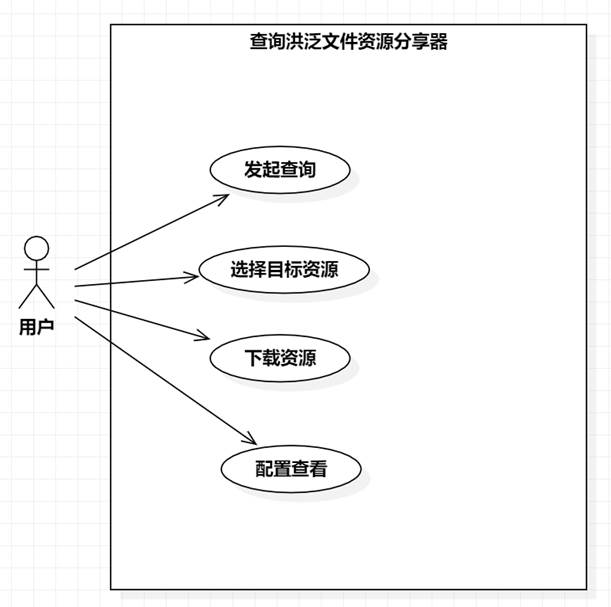 查询洪泛文件资源分享器
发起查询
选择目标资源
用户
下载资源
配置查看